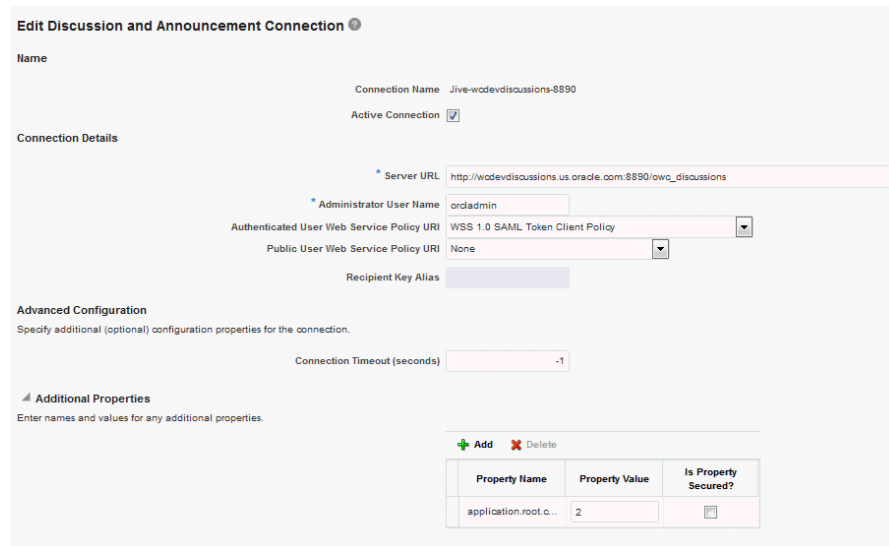 Edit Discussion and Announcement Connection
Name
Connection Name Jive-wcdevdiscussions-8890
Active Connection
Connection Details
* Server URL http://wcdevdiscussions.us.oracle.com:8890/owc_discussions
* Administrator User Name orcladmin
Authenticated User Web Service Policy URI WSS 1.0 SAML Token Client Policy
Public User Web Service Policy URI None
Recipient Key Alias
Advanced Configuration
Specify additional (optional) configuration properties for the connection.
Connection Timeout (seconds) -1
Additional Properties
Enter names and values for any additional properties.
Add Delete
Property Name Property Value Is Property Secured?
application.root.c... 2